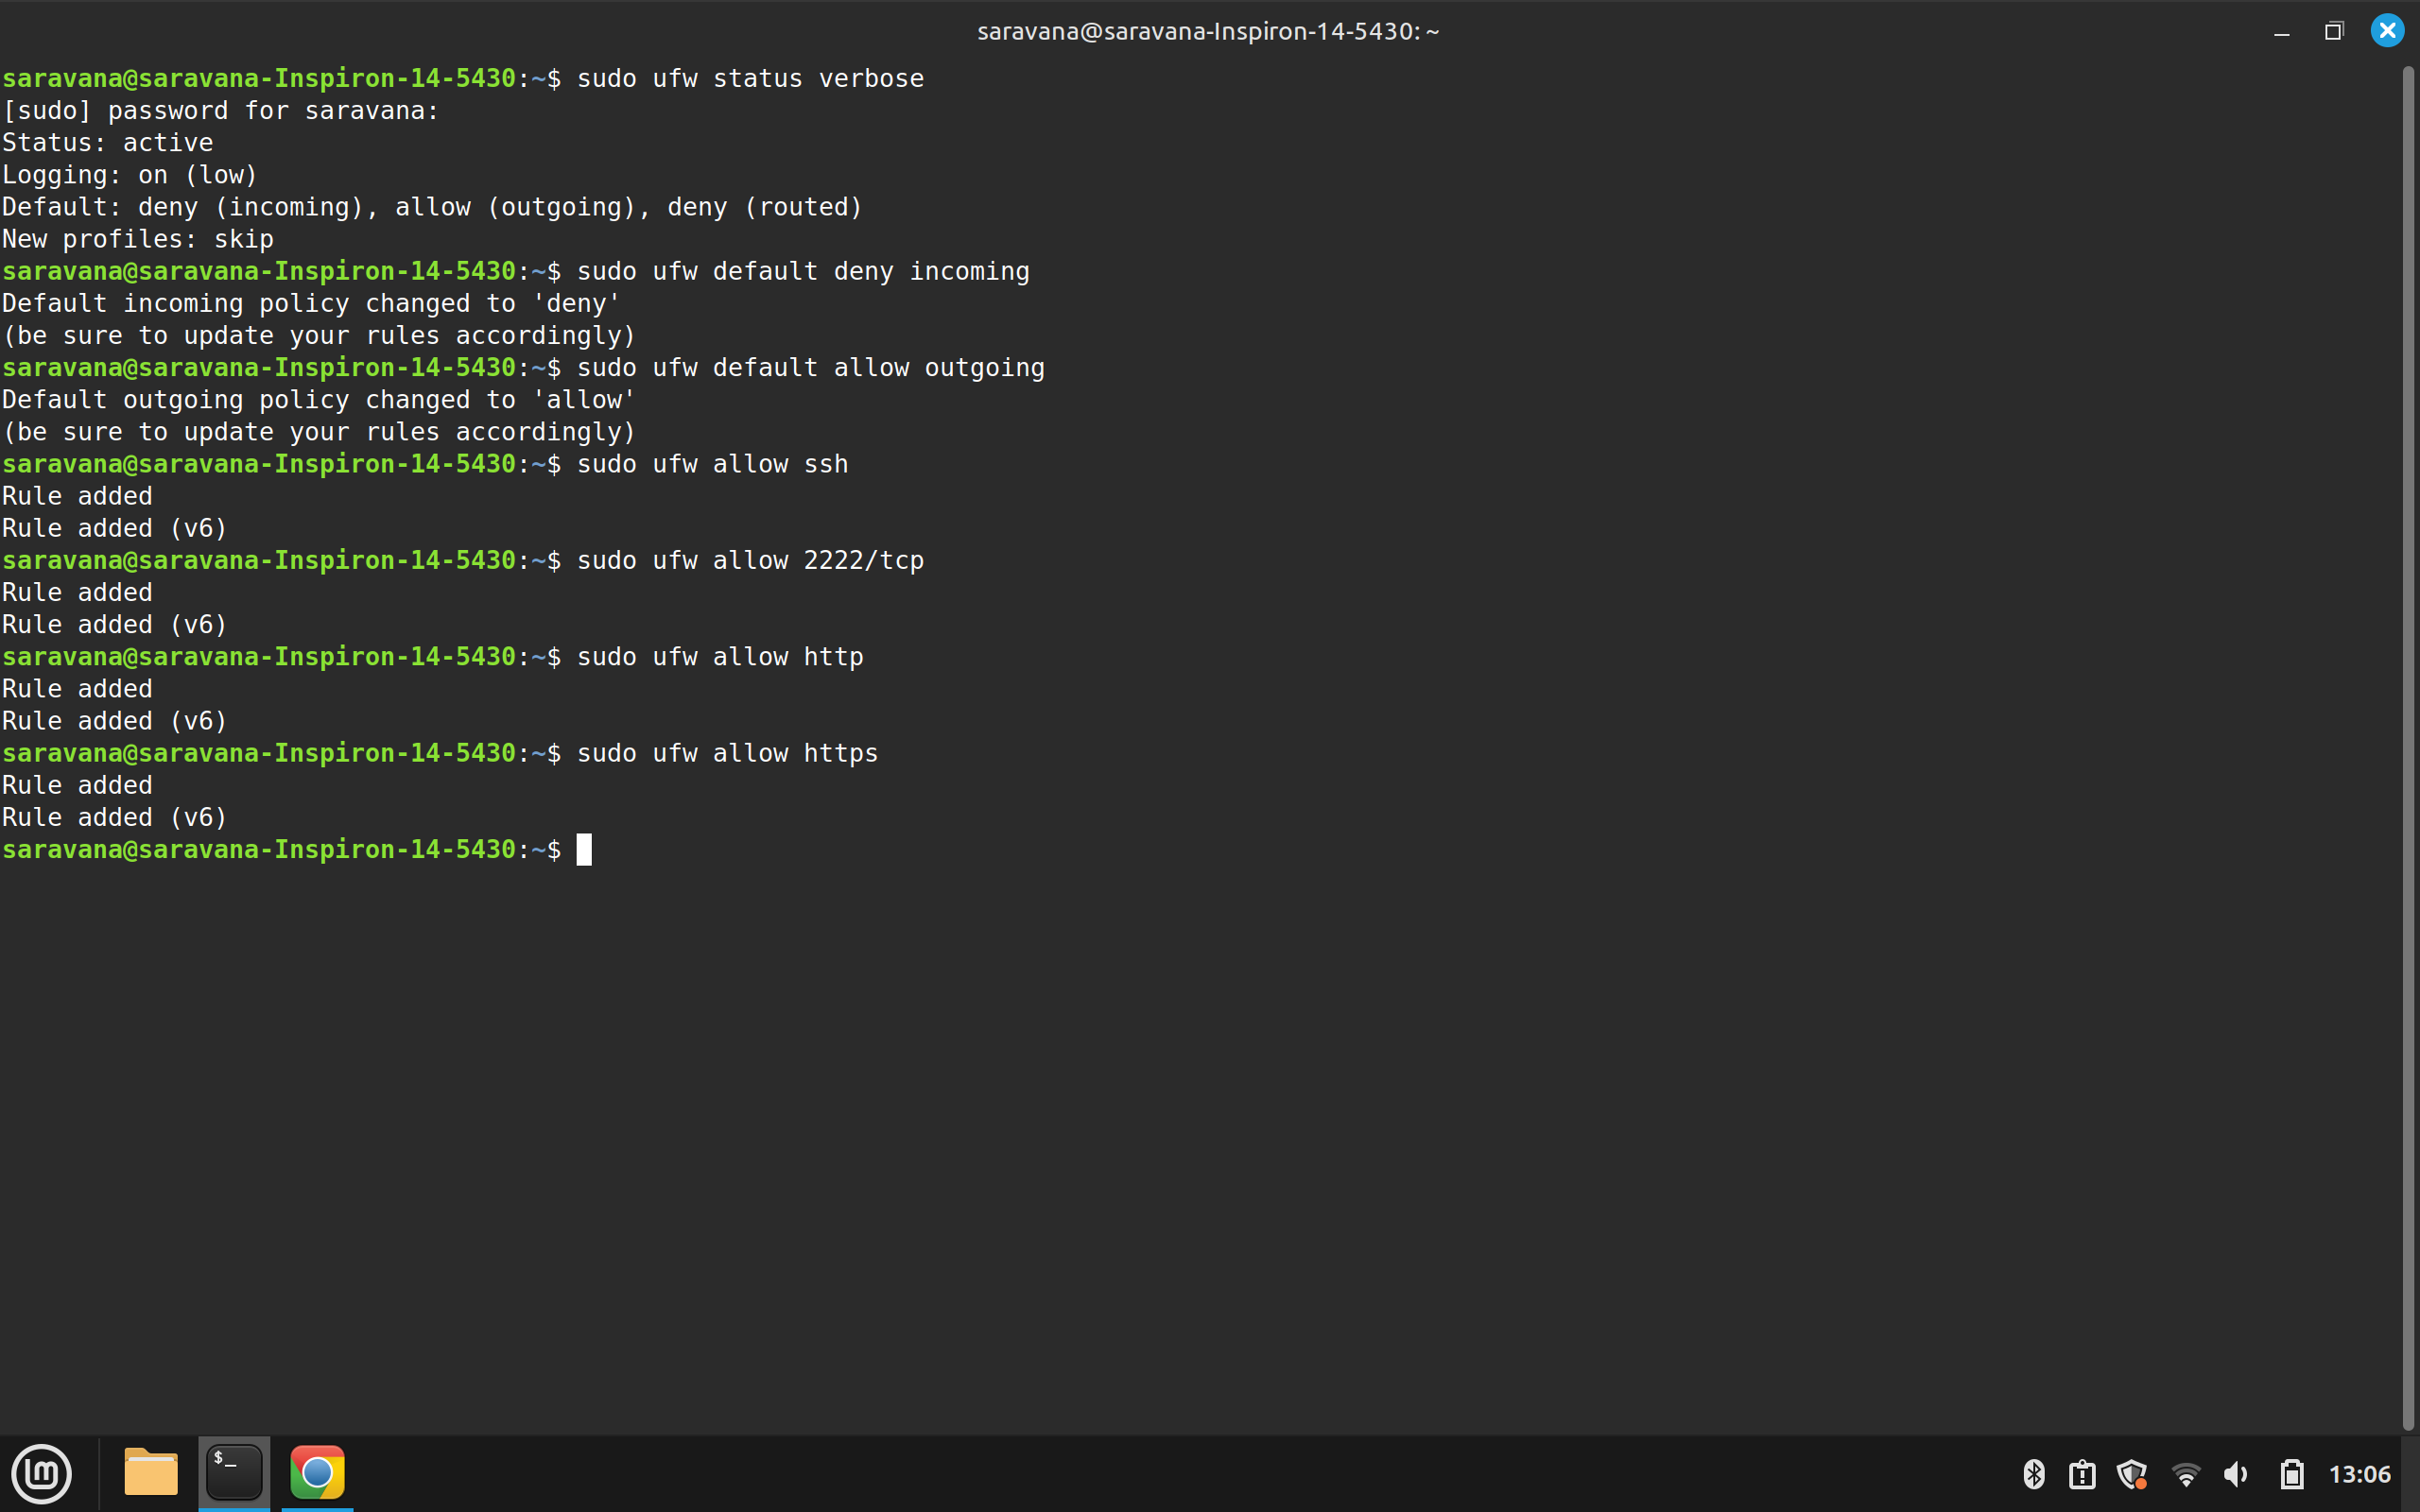 saravana@saravana-Inspiron-14-5430: ~
saravana@saravana-Inspiron-14-5430:~$ sudo ufw status verbose
[sudo] password for saravana:
Status: active
Logging: on (low)
Default: deny (incoming), allow (outgoing), deny (routed)
New profiles: skip
saravana@saravana-Inspiron-14-5430:~$ sudo ufw default deny incoming
Default incoming policy changed to 'deny'
(be sure to update your rules accordingly)
saravana@saravana-Inspiron-14-5430:~$ sudo ufw default allow outgoing
Default outgoing policy changed to 'allow'
(be sure to update your rules accordingly)
saravana@saravana-Inspiron-14-5430:~$ sudo ufw allow ssh
Rule added
Rule added (v6)
saravana@saravana-Inspiron-14-5430:~$ sudo ufw allow 2222/tcp
Rule added
Rule added (v6)
saravana@saravana-Inspiron-14-5430:~$ sudo ufw allow http
Rule added
Rule added (v6)
saravana@saravana-Inspiron-14-5430:~$ sudo ufw allow https
Rule added
Rule added (v6)
saravana@saravana-Inspiron-14-5430:~$
$_
13:06